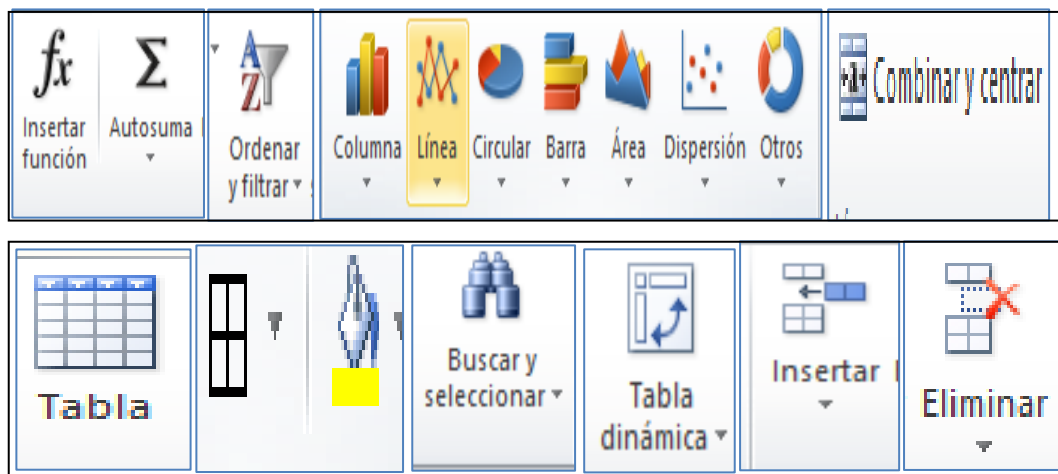 fx
Insertar
función
Σ
Autosuma
A
Z
Ordenar
y filtrar
Columna
Línea
Circular
Barra
Área
Dispersión
Otros
a
Combinar y centrar
Tabla
Buscar y
seleccionar
Tabla
dinámica
Insertar
Eliminar